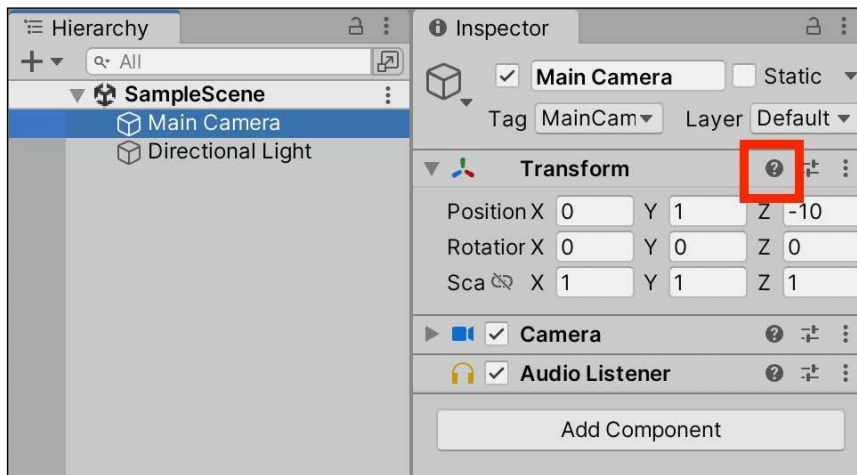 Hierarchy
All
SampleScene
Main Camera
Directional Light
Inspector
Main Camera
Static
Tag MainCam Layer Default
Transform
Position X 0 Y 1 Z -10
Rotatior X 0 Y 0 Z 0
Sca X 1 Y 1 Z 1
Camera
Audio Listener
Add Component